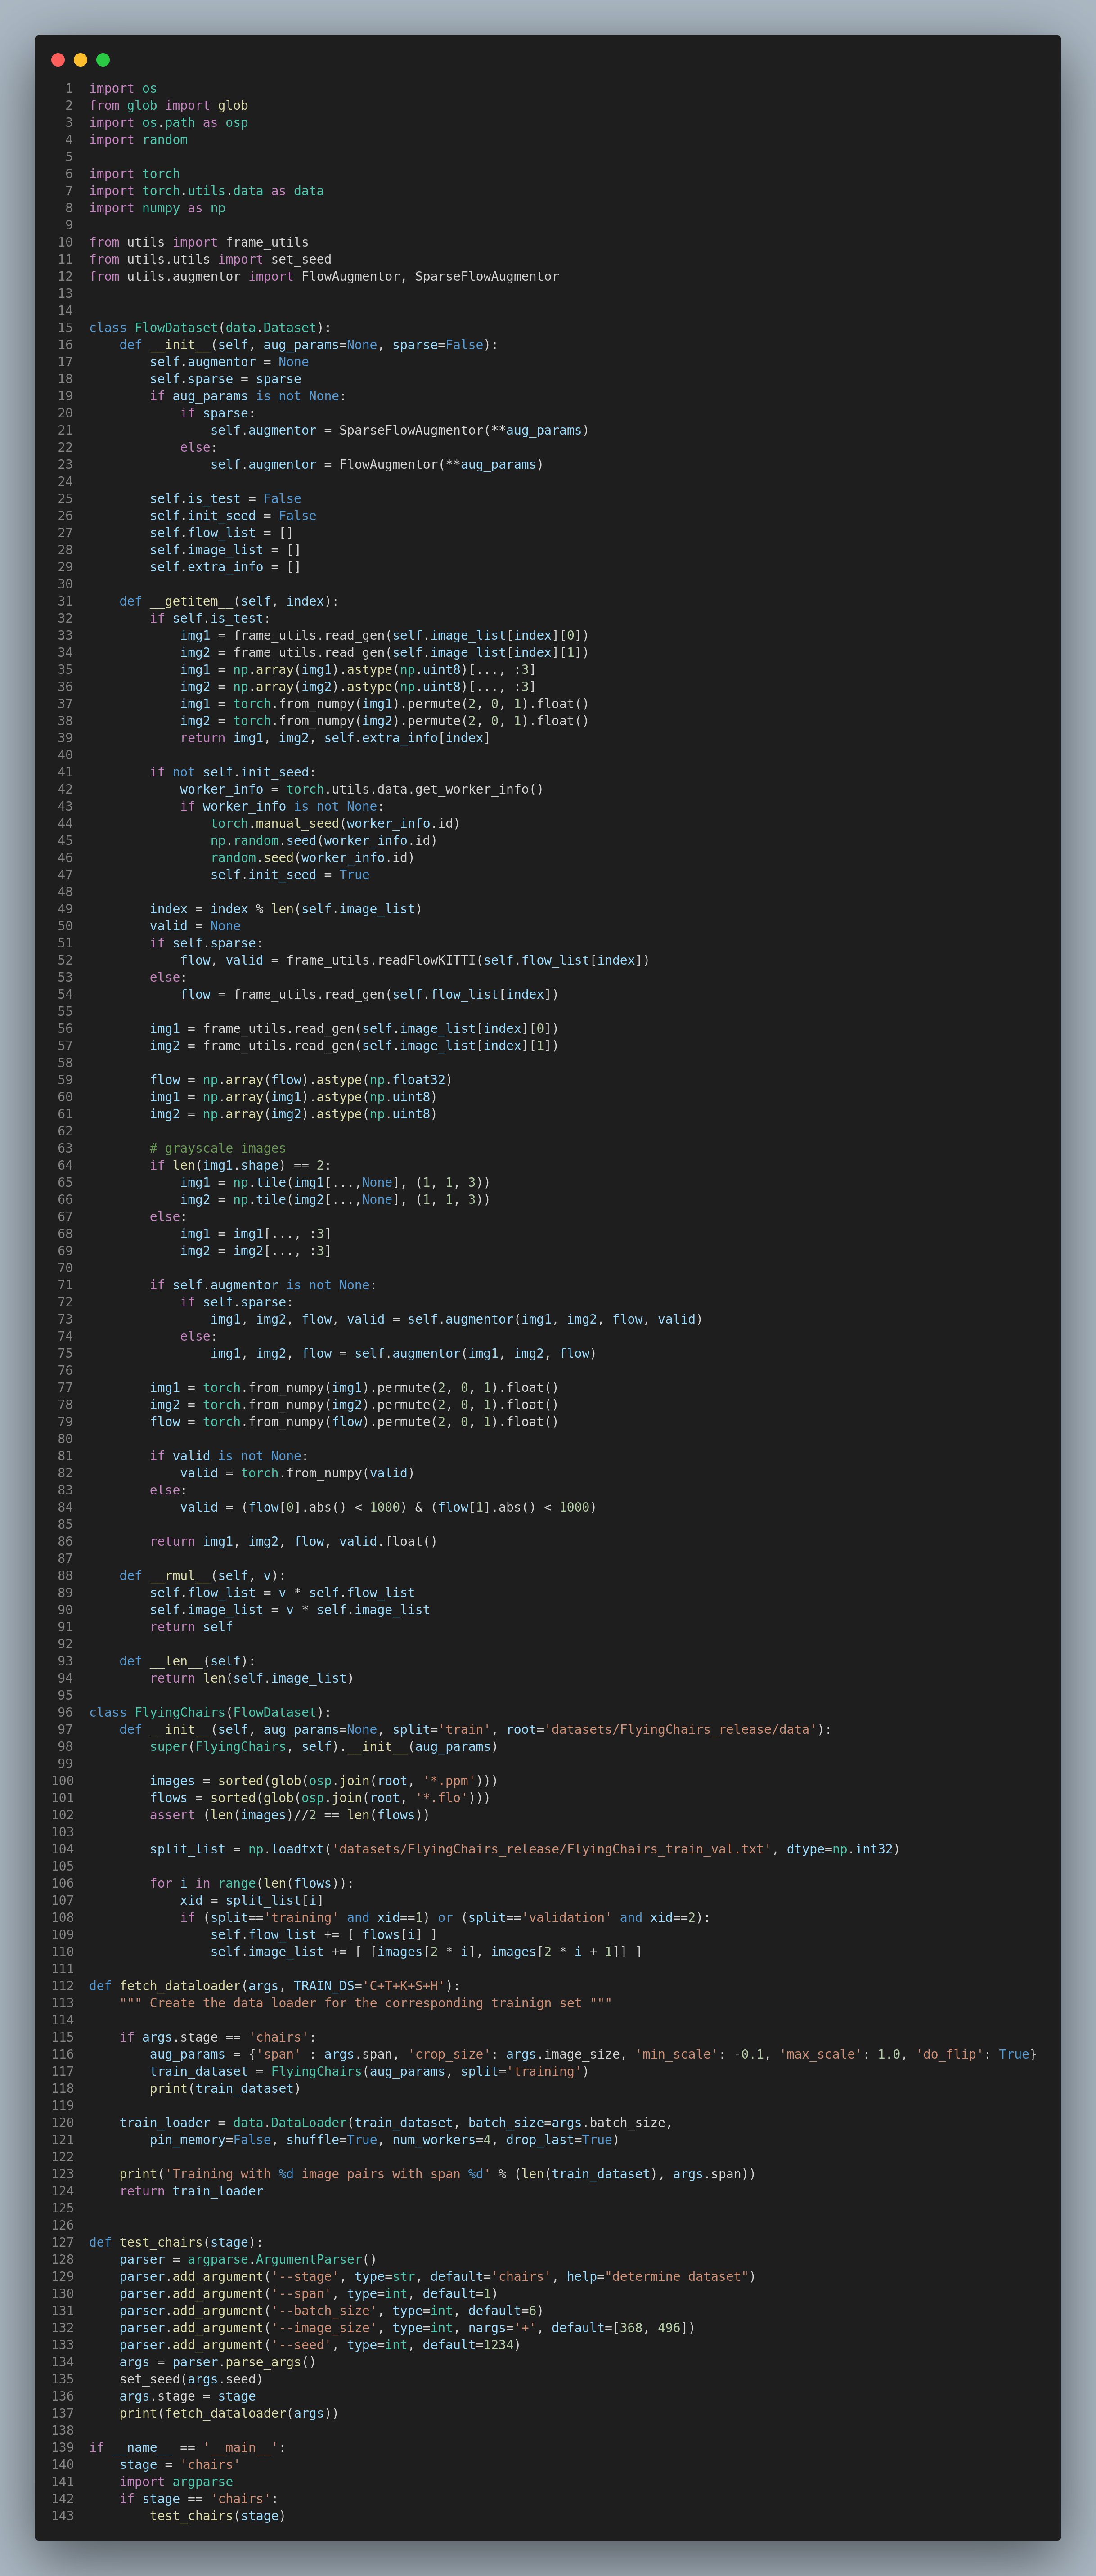 1 import os
2 from glob import glob
3 import os.path as osp
4 import random
5
6 import torch
7 import torch.utils.data as data
8 import numpy as np
9
10 from utils import frame_utils
11 from utils.utils import set_seed
12 from utils.augmentor import FlowAugmentor, SparseFlowAugmentor
13
14
15 class FlowDataset(data.Dataset):
16     def __init__(self, aug_params=None, sparse=False):
17         self.augmentor = None
18         self.sparse = sparse
19         if aug_params is not None:
20             if sparse:
21                 self.augmentor = SparseFlowAugmentor(**aug_params)
22             else:
23                 self.augmentor = FlowAugmentor(**aug_params)
24
25         self.is_test = False
26         self.init_seed = False
27         self.flow_list = []
28         self.image_list = []
29         self.extra_info = []
30
31     def __getitem__(self, index):
32         if self.is_test:
33             img1 = frame_utils.read_gen(self.image_list[index][0])
34             img2 = frame_utils.read_gen(self.image_list[index][1])
35             img1 = np.array(img1).astype(np.uint8)[..., :3]
36             img2 = np.array(img2).astype(np.uint8)[..., :3]
37             img1 = torch.from_numpy(img1).permute(2, 0, 1).float()
38             img2 = torch.from_numpy(img2).permute(2, 0, 1).float()
39             return img1, img2, self.extra_info[index]
40
41         if not self.init_seed:
42             worker_info = torch.utils.data.get_worker_info()
43             if worker_info is not None:
44                 torch.manual_seed(worker_info.id)
45                 np.random.seed(worker_info.id)
46                 random.seed(worker_info.id)
47                 self.init_seed = True
48
49         index = index % len(self.image_list)
50         valid = None
51         if self.sparse:
52             flow, valid = frame_utils.readFlowKITTI(self.flow_list[index])
53         else:
54             flow = frame_utils.read_gen(self.flow_list[index])
55
56         img1 = frame_utils.read_gen(self.image_list[index][0])
57         img2 = frame_utils.read_gen(self.image_list[index][1])
58
59         flow = np.array(flow).astype(np.float32)
60         img1 = np.array(img1).astype(np.uint8)
61         img2 = np.array(img2).astype(np.uint8)
62
63         # grayscale images
64         if len(img1.shape) == 2:
65             img1 = np.tile(img1[...,None], (1, 1, 3))
66             img2 = np.tile(img2[...,None], (1, 1, 3))
67         else:
68             img1 = img1[..., :3]
69             img2 = img2[..., :3]
70
71         if self.augmentor is not None:
72             if self.sparse:
73                 img1, img2, flow, valid = self.augmentor(img1, img2, flow, valid)
74             else:
75                 img1, img2, flow = self.augmentor(img1, img2, flow)
76
77         img1 = torch.from_numpy(img1).permute(2, 0, 1).float()
78         img2 = torch.from_numpy(img2).permute(2, 0, 1).float()
79         flow = torch.from_numpy(flow).permute(2, 0, 1).float()
80
81         if valid is not None:
82             valid = torch.from_numpy(valid)
83         else:
84             valid = (flow[0].abs() < 1000) & (flow[1].abs() < 1000)
85
86         return img1, img2, flow, valid.float()
87
88     def __rmul__(self, v):
89         self.flow_list = v * self.flow_list
90         self.image_list = v * self.image_list
91         return self
92
93     def __len__(self):
94         return len(self.image_list)
95
96 class FlyingChairs(FlowDataset):
97     def __init__(self, aug_params=None, split='train', root='datasets/FlyingChairs_release/data'):
98         super(FlyingChairs, self).__init__(aug_params)
99
100         images = sorted(glob(osp.join(root, '*.ppm')))
101         flows = sorted(glob(osp.join(root, '*.flo')))
102         assert (len(images)//2 == len(flows))
103
104         split_list = np.loadtxt('datasets/FlyingChairs_release/FlyingChairs_train_val.txt', dtype=np.int32)
105
106         for i in range(len(flows)):
107             xid = split_list[i]
108             if (split=='training' and xid==1) or (split=='validation' and xid==2):
109                 self.flow_list += [ flows[i] ]
110                 self.image_list += [ [images[2 * i], images[2 * i + 1]] ]
111
112 def fetch_dataloader(args, TRAIN_DS='C+T+K+S+H'):
113     """ Create the data loader for the corresponding trainign set """
114
115     if args.stage == 'chairs':
116         aug_params = {'span' : args.span, 'crop_size': args.image_size, 'min_scale': -0.1, 'max_scale': 1.0, 'do_flip': True}
117         train_dataset = FlyingChairs(aug_params, split='training')
118         print(train_dataset)
119
120     train_loader = data.DataLoader(train_dataset, batch_size=args.batch_size,
121         pin_memory=False, shuffle=True, num_workers=4, drop_last=True)
122
123     print('Training with %d image pairs with span %d' % (len(train_dataset), args.span))
124     return train_loader
125
126
127 def test_chairs(stage):
128     parser = argparse.ArgumentParser()
129     parser.add_argument('--stage', type=str, default='chairs', help="determine dataset")
130     parser.add_argument('--span', type=int, default=1)
131     parser.add_argument('--batch_size', type=int, default=6)
132     parser.add_argument('--image_size', type=int, nargs='+', default=[368, 496])
133     parser.add_argument('--seed', type=int, default=1234)
134     args = parser.parse_args()
135     set_seed(args.seed)
136     args.stage = stage
137     print(fetch_dataloader(args))
138
139 if __name__ == '__main__':
140     stage = 'chairs'
141     import argparse
142     if stage == 'chairs':
143         test_chairs(stage)